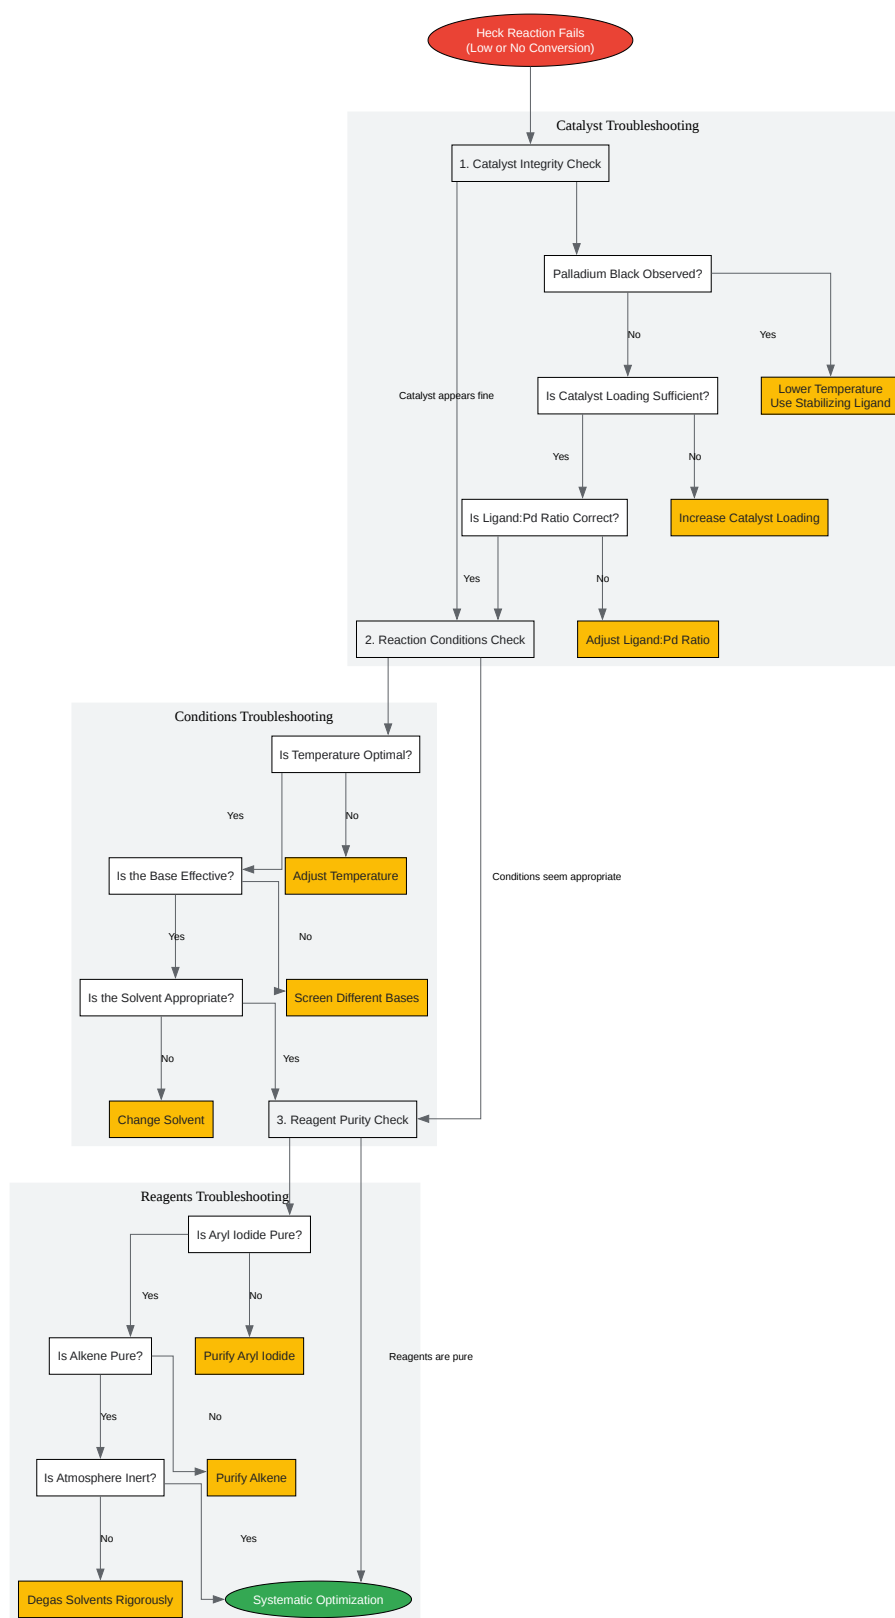 Heck Reaction Fails
(Low or No Conversion)
Catalyst Troubleshooting
1. Catalyst Integrity Check
Palladium Black Observed?
No
Yes
Catalyst appears fine
Is Catalyst Loading Sufficient?
Lower Temperature
Use Stabilizing Ligand
Yes
No
Is Ligand:Pd Ratio Correct?
Increase Catalyst Loading
Yes
No
2. Reaction Conditions Check
Adjust Ligand:Pd Ratio
Conditions Troubleshooting
Is Temperature Optimal?
Yes
No
Is the Base Effective?
Adjust Temperature
Conditions seem appropriate
Yes
No
Is the Solvent Appropriate?
Screen Different Bases
No
Yes
Change Solvent
3. Reagent Purity Check
Reagents Troubleshooting
Is Aryl Iodide Pure?
Yes
No
Is Alkene Pure?
Purify Aryl Iodide
Reagents are pure
Yes
No
Is Atmosphere Inert?
Purify Alkene
No
Yes
Degas Solvents Rigorously
Systematic Optimization